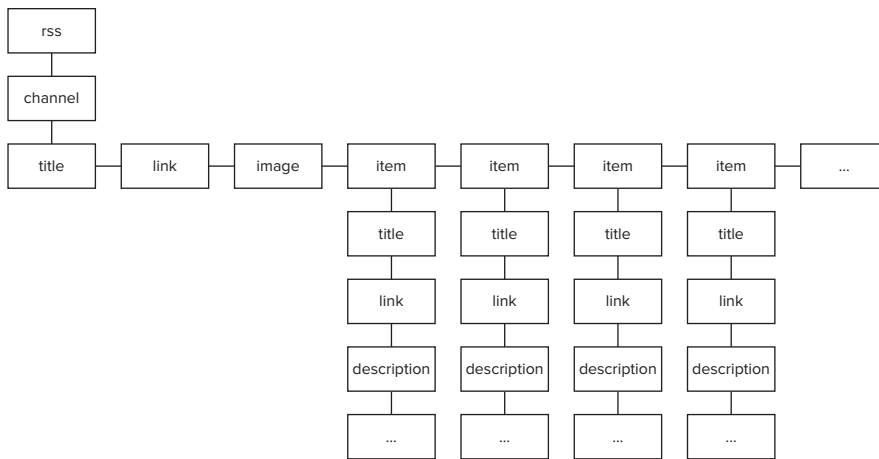 rss
channel
title link image item item item item ...
title title title title
link link link link
description description description description
... ... ... ...